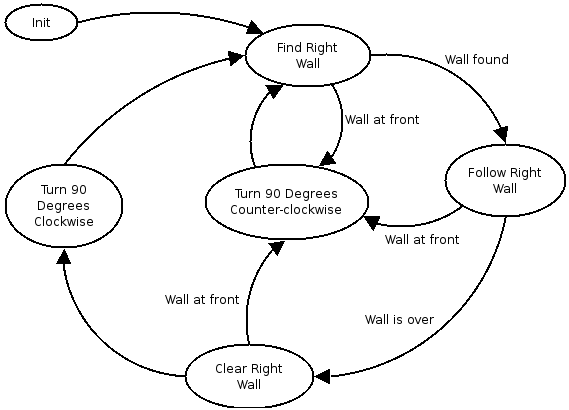 Init
Find Right
Wall
Wall found
Wall at front
Follow Right
Wall
Turn 90
Degrees
Clockwise
Turn 90 Degrees
Counter-clockwise
Wall at front
Wall at front
Wall is over
Clear Right
Wall